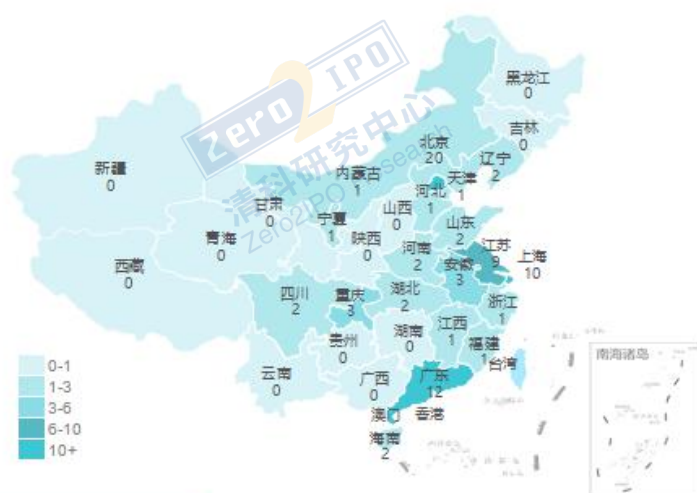 Zero2IPO
清科研究中心
Zero2IPO Research
黑龙江
0
吉林
0
北京
20
辽宁
2
新疆
0
内蒙古
1
天津
1
河北
1
甘肃
0
山西
0
宁夏
1
山东
2
青海
0
陕西
0
河南
2
江苏
9
上海
10
西藏
0
安徽
3
四川
2
重庆
3
湖北
2
浙江
1
江西
1
湖南
0
贵州
0
福建
1
台湾
云南
0
广西
0
广东
12
澳门
香港
海南
2
南海诸岛
0-1
1-3
3-6
6-10
10+